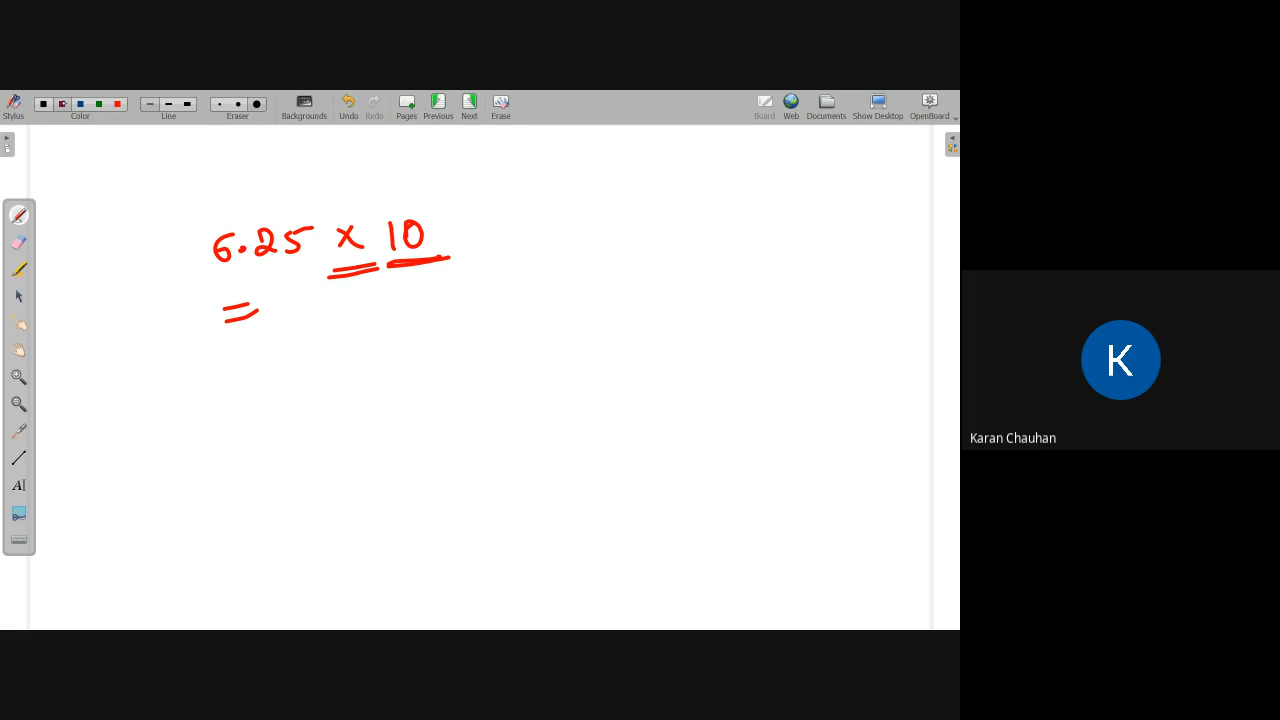 Stylus Color Line Eraser Backgrounds Undo Redo Pages Previous Next Erase Board Web Documents Show Desktop OpenBoard
6.25 x 10
=
AI
K
Karan Chauhan